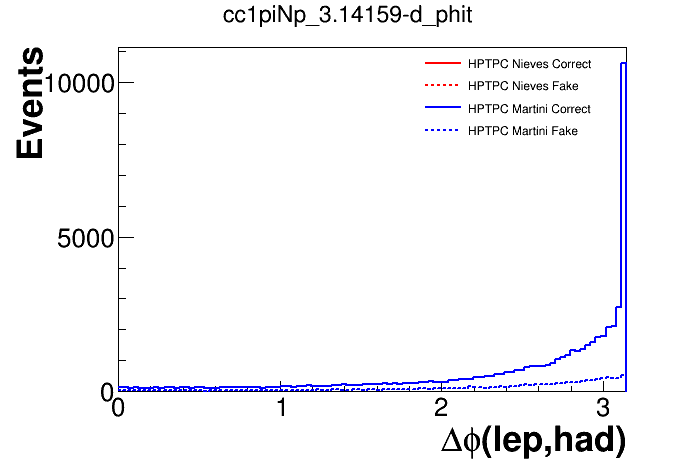 cc1piNp_3.14159-d_phit
Events
10000
5000
0
HPTPC Nieves Correct
HPTPC Nieves Fake
HPTPC Martini Correct
HPTPC Martini Fake
0 1 2 3
Δϕ(lep,had)